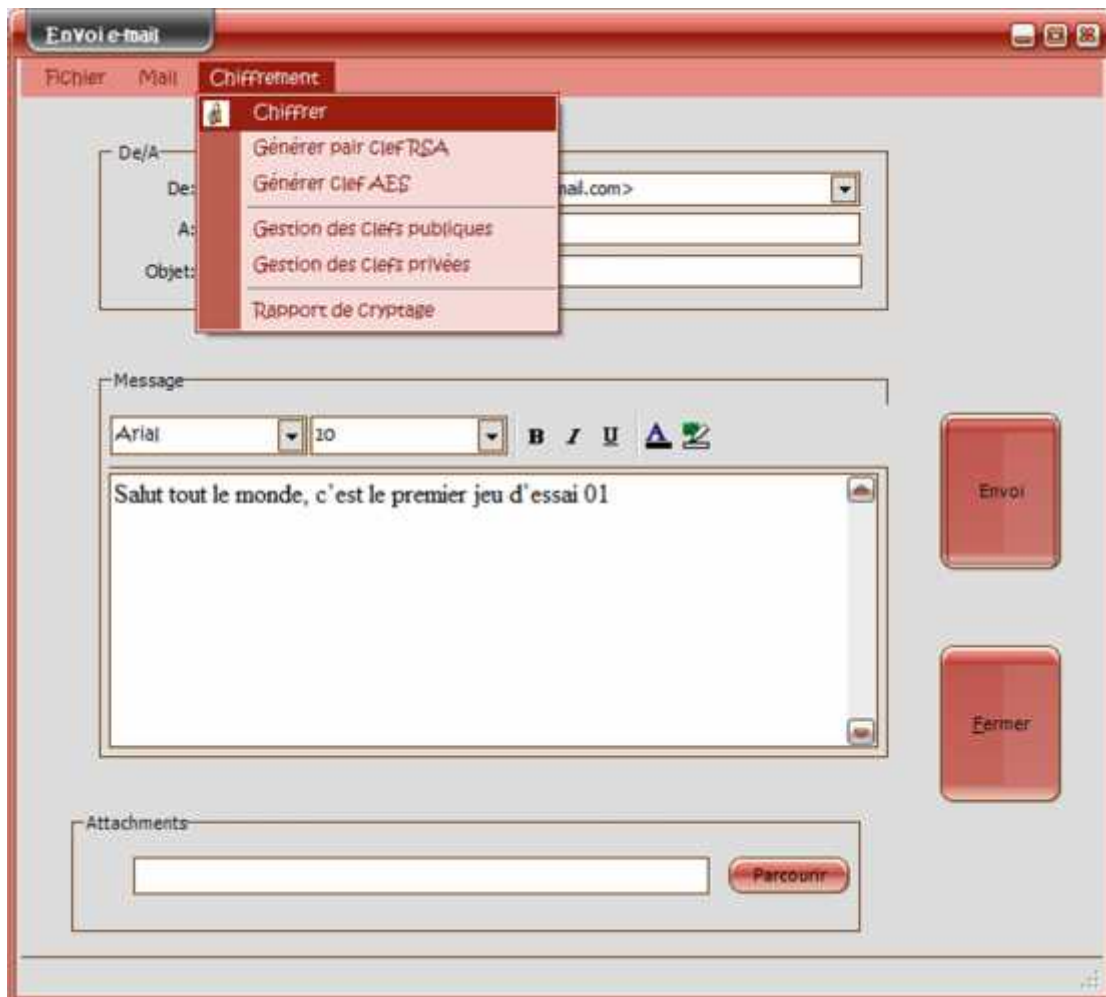 Envoi e-mail
Fichier Mail Chiffrement
Chiffrer
Générer pair clef RSA
Générer clef AES
Gestion des clefs publiques
Gestion des clefs privées
Rapport de cryptage
De/A
De: mail.com>
A:
Objet:
Message
Arial 10 B I U A
Salut tout le monde, c'est le premier jeu d'essai 01
Envoi
Fermer
Attachments
Parcourir